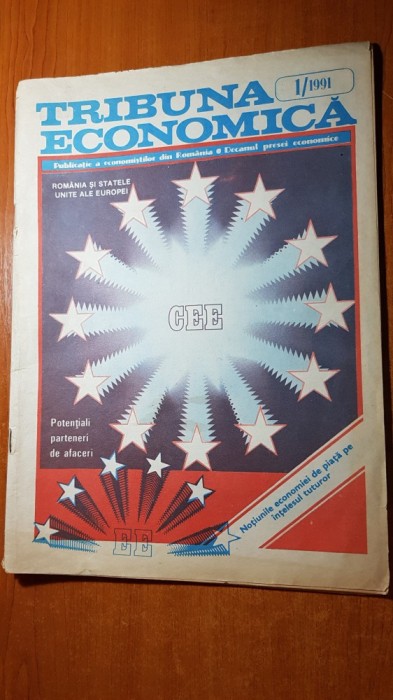 1/1991
TRIBUNA
ECONOMICĂ
Publicație a economiștilor din România ● Decanul presei economice
ROMÂNIA ȘI STATELE
UNITE ALE EUROPEI
CEE
Potențiali
parteneri
de afaceri
EE
Noțiunile economiei de piață pe
înțelesul tuturor